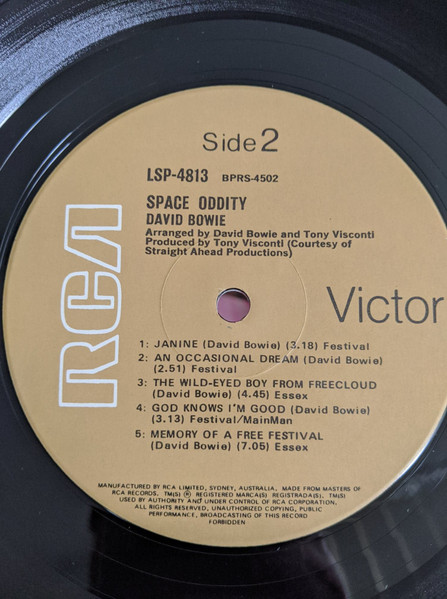 Side 2
LSP-4813 BPRS-4502
SPACE ODDITY
DAVID BOWIE
Arranged by David Bowie and Tony Visconti
Produced by Tony Visconti (Courtesy of
Straight Ahead Productions)
RCA
Victor
1: JANINE (David Bowie) (3.18) Festival
2: AN OCCASIONAL DREAM (David Bowie)
(2.51) Festival
3: THE WILD-EYED BOY FROM FREECLOUD
(David Bowie) (4.45) Essex
4: GOD KNOWS I'M GOOD (David Bowie)
(3.13) Festival/MainMan
5: MEMORY OF A FREE FESTIVAL
(David Bowie) (7.05) Essex
MANUFACTURED BY RCA LIMITED, SYDNEY, AUSTRALIA. MADE FROM MASTERS OF
RCA RECORDS. TM(S) ® REGISTERED MARCA(S) REGISTRADA(S), TM(S)
USED BY AUTHORITY AND UNDER CONTROL OF RCA CORPORATION,
ALL RIGHTS RESERVED, UNAUTHORIZED COPYING, PUBLIC
PERFORMANCE, BROADCASTING OF THIS RECORD
FORBIDDEN